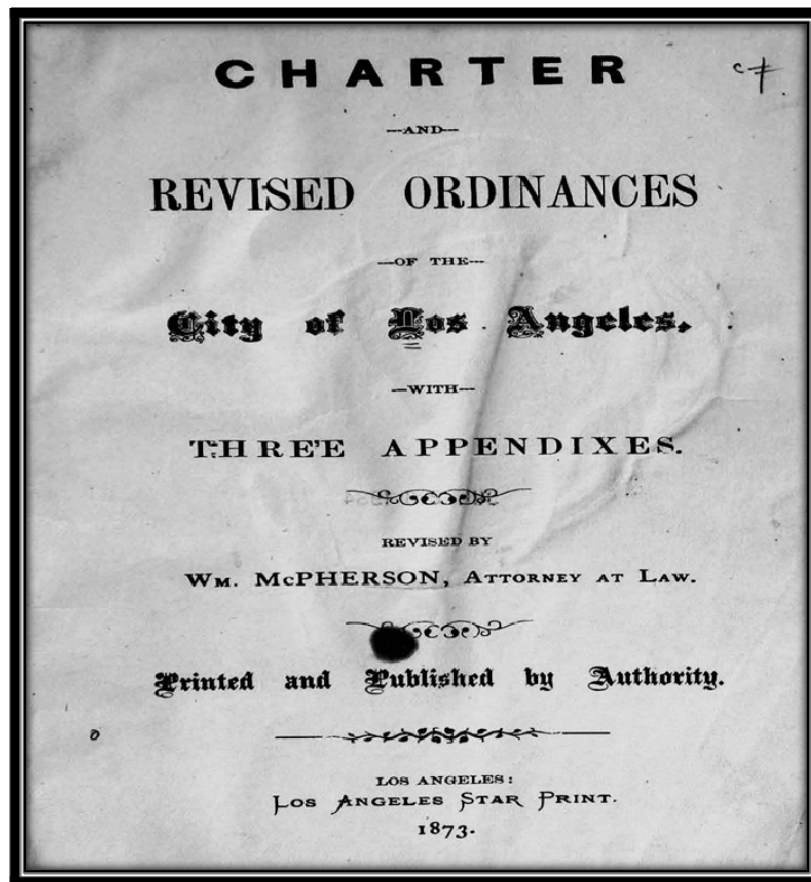 CHARTER
—AND—
REVISED ORDINANCES
—OF THE—
City of Los Angeles,
—WITH—
THREE APPENDIXES.
REVISED BY
WM. MCPHERSON, ATTORNEY AT LAW.
Printed and Published by Authority.
LOS ANGELES:
LOS ANGELES STAR PRINT.
1873.